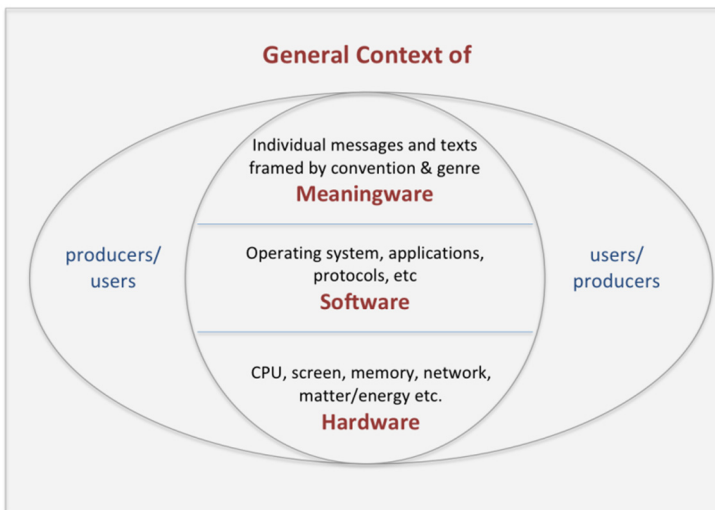 General Context of
Individual messages and texts
framed by convention & genre
Meaningware
producers/
users
Operating system, applications,
protocols, etc
Software
users/
producers
CPU, screen, memory, network,
matter/energy etc.
Hardware